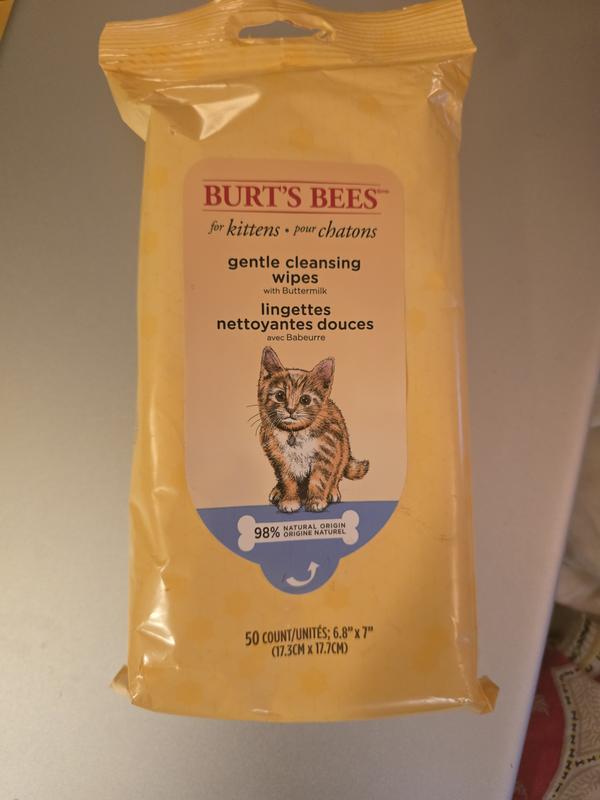 BURT'S BEES
for kittens • pour chatons
gentle cleansing
wipes
with Buttermilk
lingettes
nettoyantes douces
avec Babeurre
98% NATURAL ORIGIN
ORIGINE NATUREL
50 COUNT/UNITÉS; 6.8” x 7”
(17.3CM x 17.7CM)